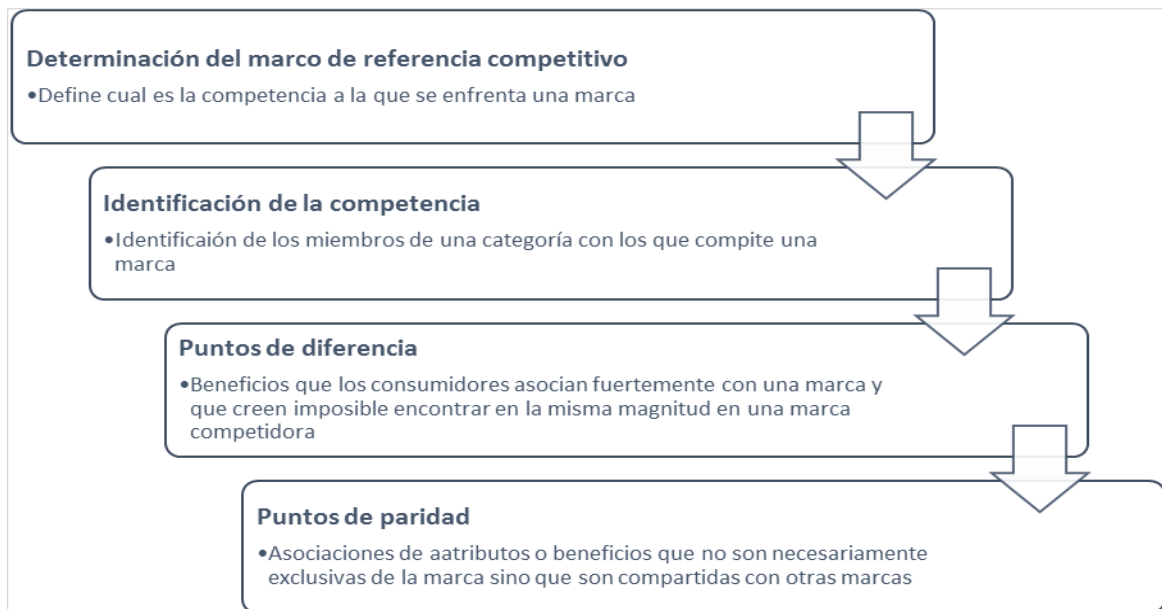 Determinación del marco de referencia competitivo
•Define cual es la competencia a la que se enfrenta una marca
Identificación de la competencia
•Identificaión de los miembros de una categoría con los que compite una
marca
Puntos de diferencia
•Beneficios que los consumidores asocian fuertemente con una marca y
que creen imposible encontrar en la misma magnitud en una marca
competidora
Puntos de paridad
•Asociaciones de aatributos o beneficios que no son necesariamente
exclusivas de la marca sino que son compartidas con otras marcas